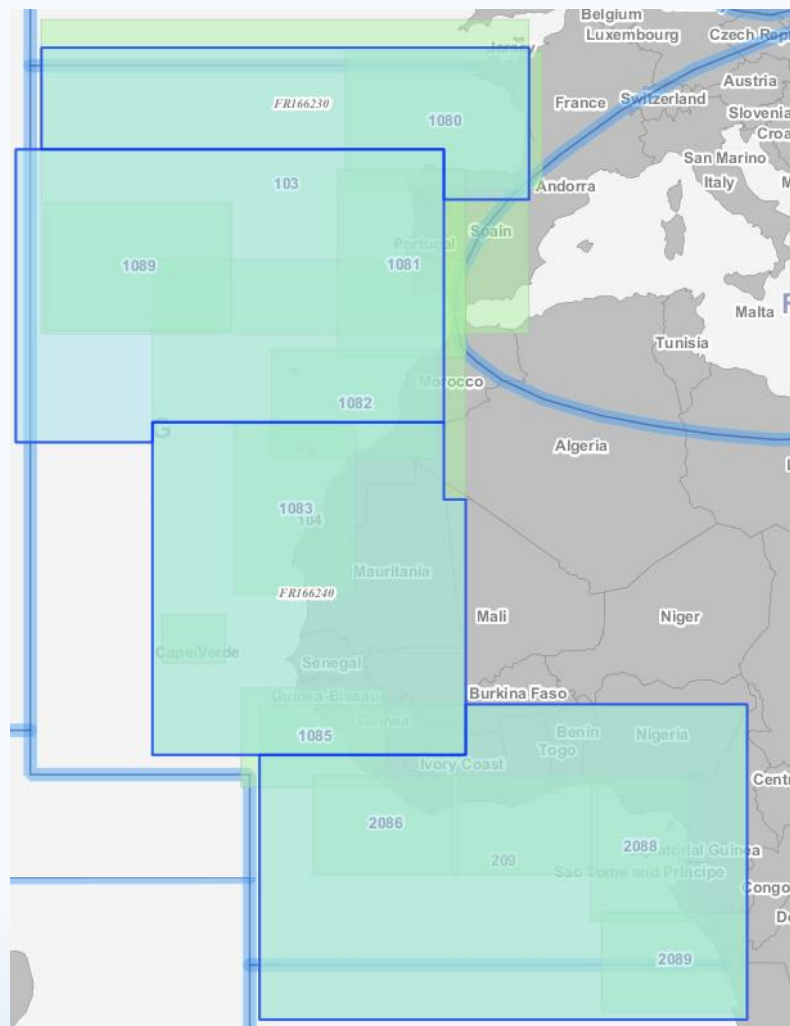 Belgium
Luxembourg
Czech Rep
Jersey
Austria
FR166230
France
Switzerland
1080
Slovenia
Croa
San Marino
103
Andorra
Italy
M
Portugal
Spain
1089
1081
Malta
F
Tunisia
Morocco
1082
G
Algeria
L
1083
104
Mauritania
FR166240
Mali
Niger
Cape Verde
Senegal
Guinea-Bissau
Burkina Faso
Guinea
1085
Benin
Nigeria
Togo
Ivory Coast
Cent
2086
2088
Equatorial Guinea
209
Sao Tome and Principe
Congo
De
2089